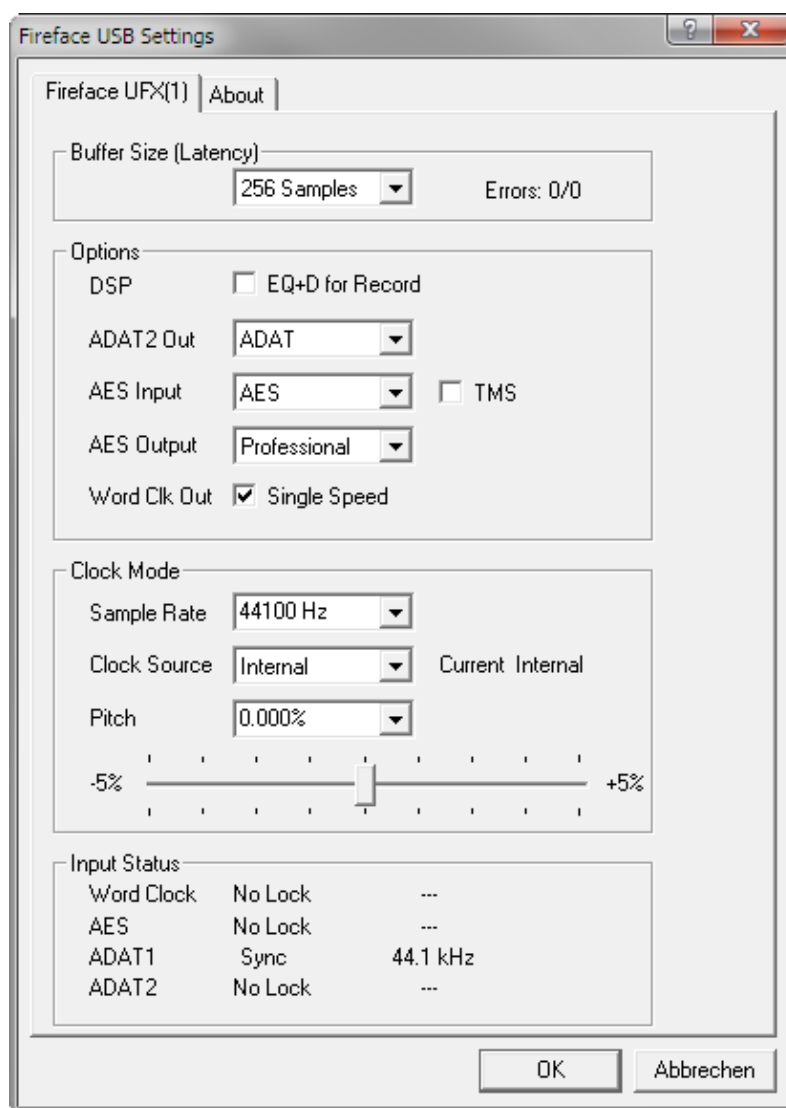 Fireface USB Settings
Fireface UFX(1) About
Buffer Size (Latency)
256 Samples Errors: 0/0
Options
DSP EQ+D for Record
ADAT2 Out ADAT
AES Input AES TMS
AES Output Professional
Word Clk Out Single Speed
Clock Mode
Sample Rate 44100 Hz
Clock Source Internal Current Internal
Pitch 0.000%
-5% +5%
Input Status
Word Clock No Lock ---
AES No Lock ---
ADAT1 Sync 44.1 kHz
ADAT2 No Lock ---
OK Abbrechen